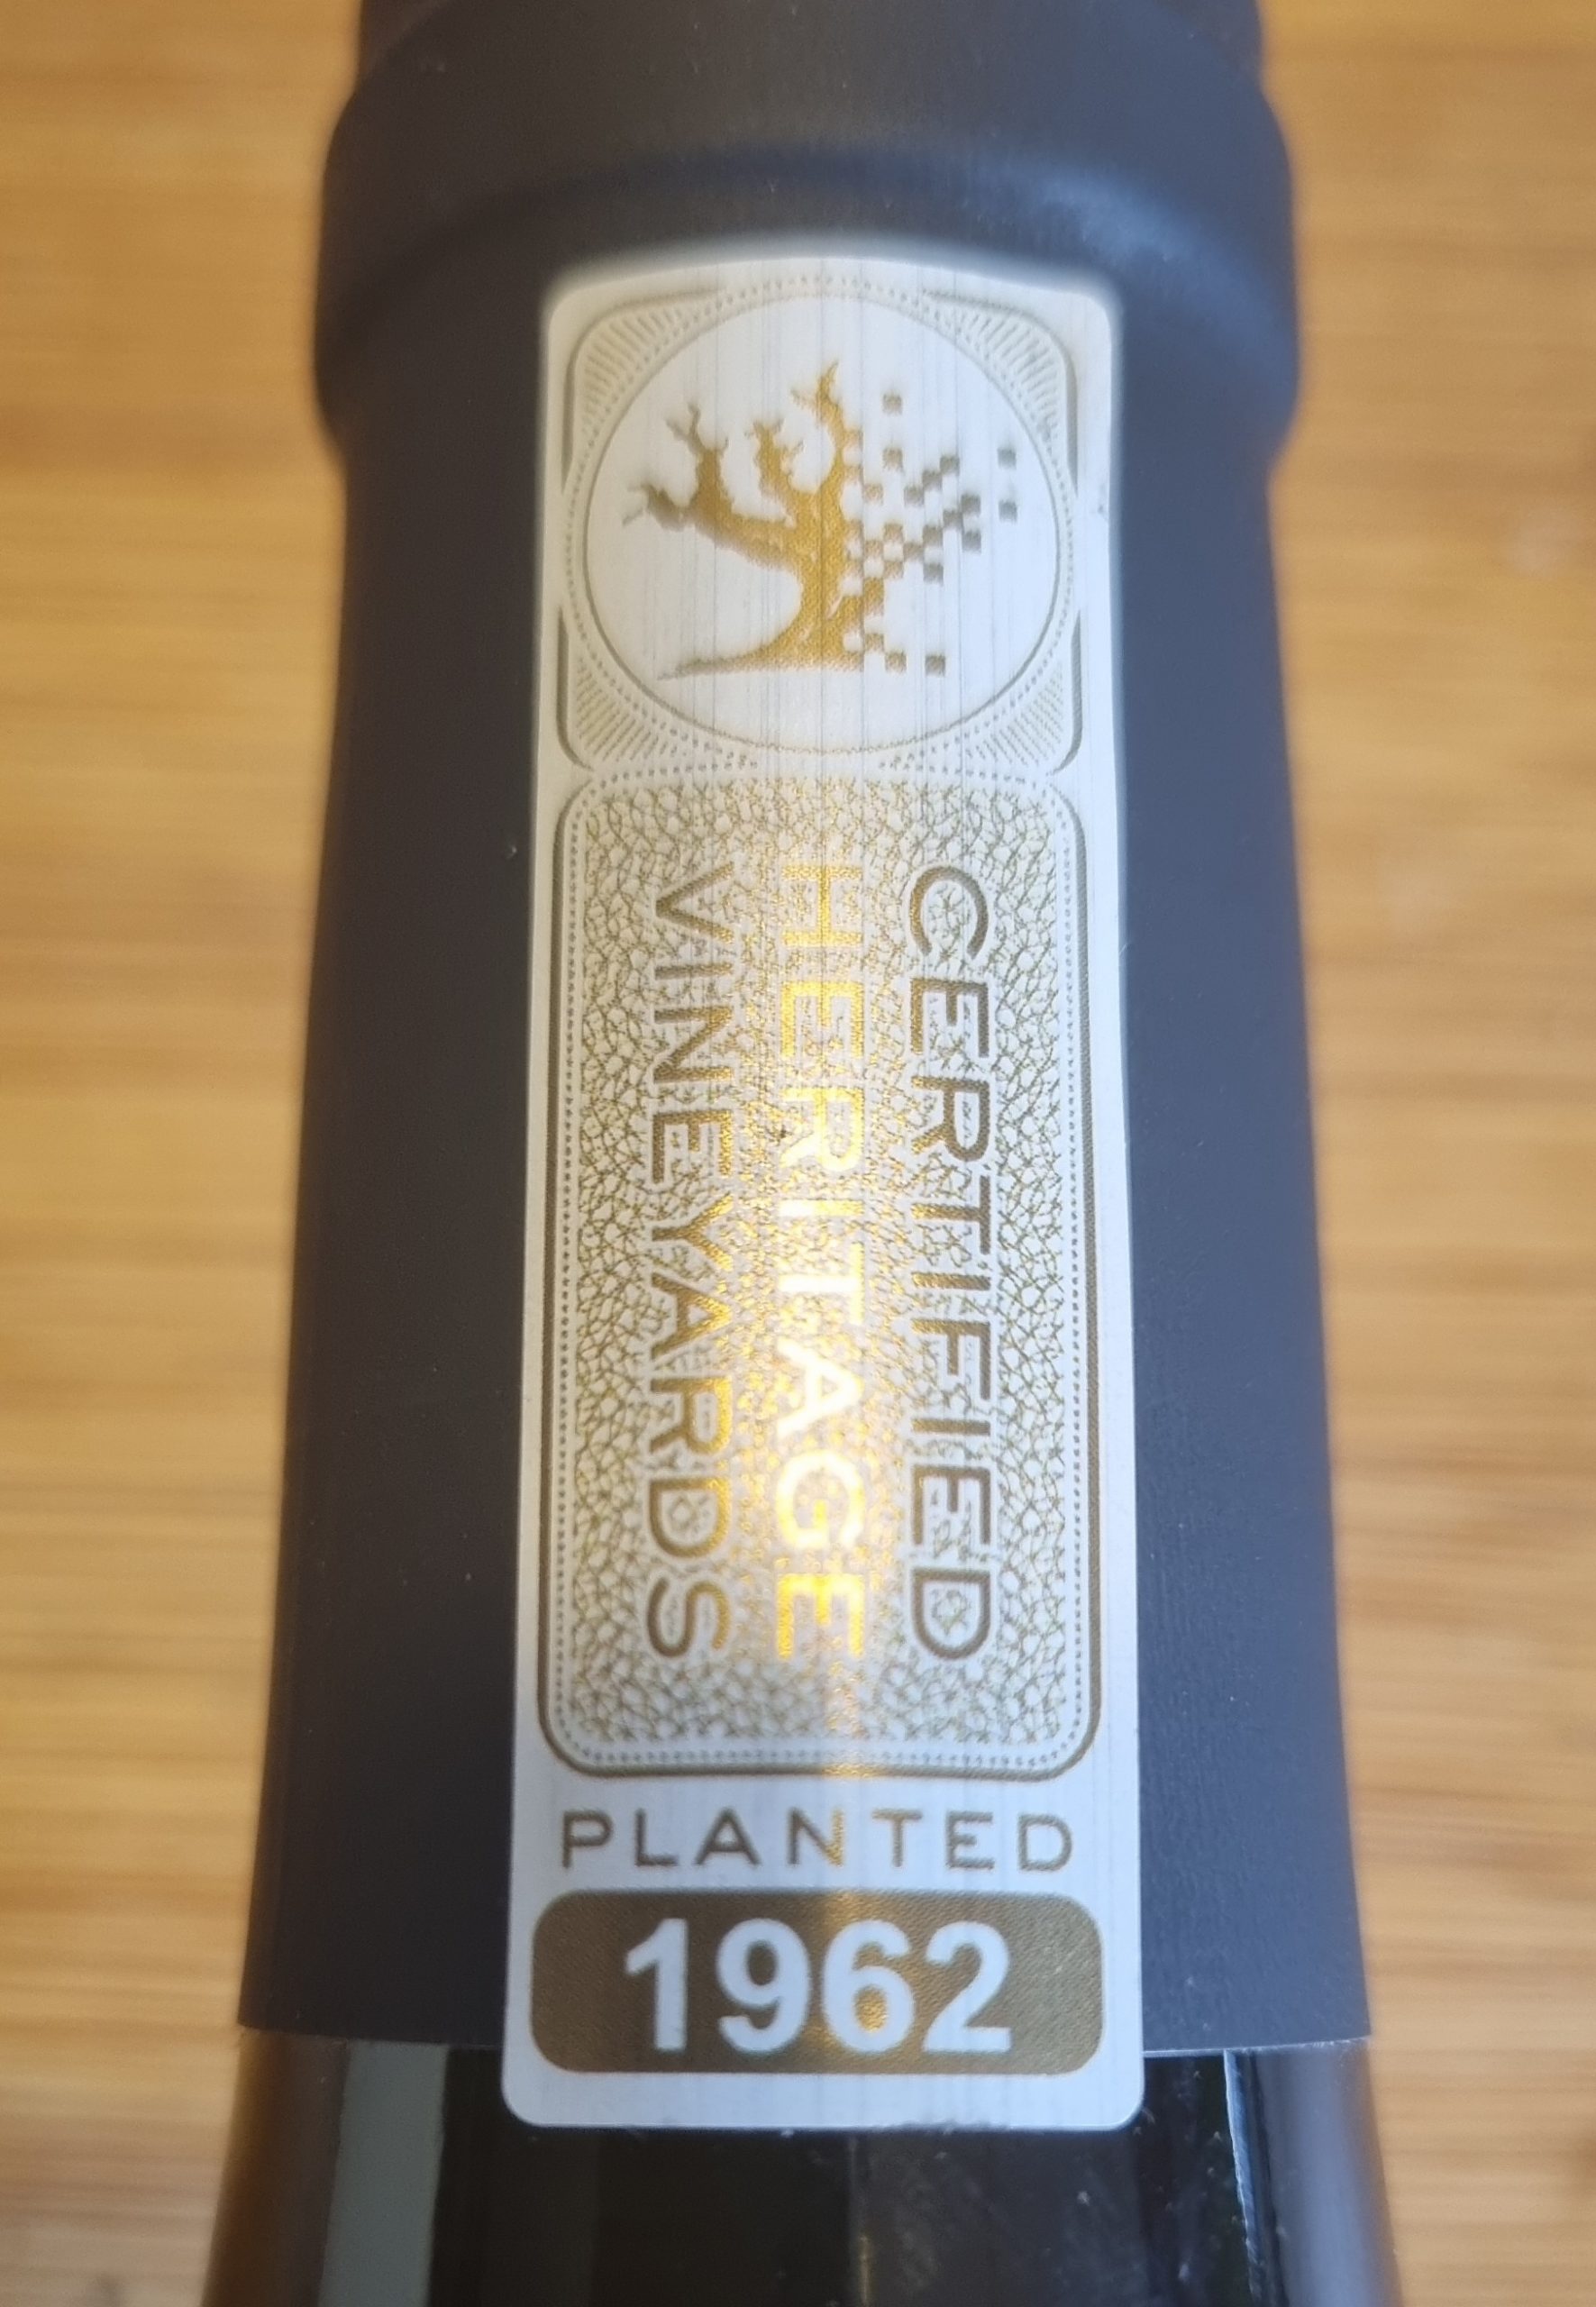 CERTIFIED
HERITAGE
VINEYARDS
PLANTED
1962